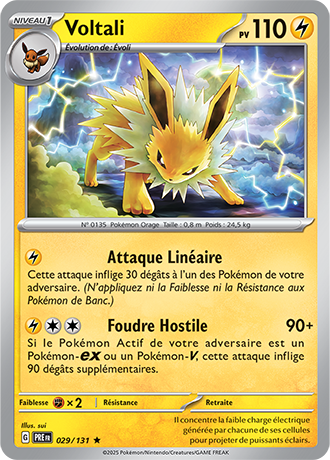 NIVEAU 1
Voltali
PV 110
Évolution de : Évoli
N° 0135 Pokémon Orage Taille : 0,8 m Poids : 24,5 kg
Attaque Linéaire
Cette attaque inflige 30 dégâts à l'un des Pokémon de votre
adversaire. (N'appliquez ni la Faiblesse ni la Résistance aux
Pokémon de Banc.)
Foudre Hostile 90+
Si le Pokémon Actif de votre adversaire est un
Pokémon-ex ou un Pokémon-V, cette attaque inflige
90 dégâts supplémentaires.
Faiblesse ×2 Résistance Retraite
Illus. sui
G PRE FR 029/131 ★
Il concentre la faible charge électrique
générée par chacune de ses cellules
pour projeter de puissants éclairs.
©2025 Pokémon/Nintendo/Creatures/GAME FREAK